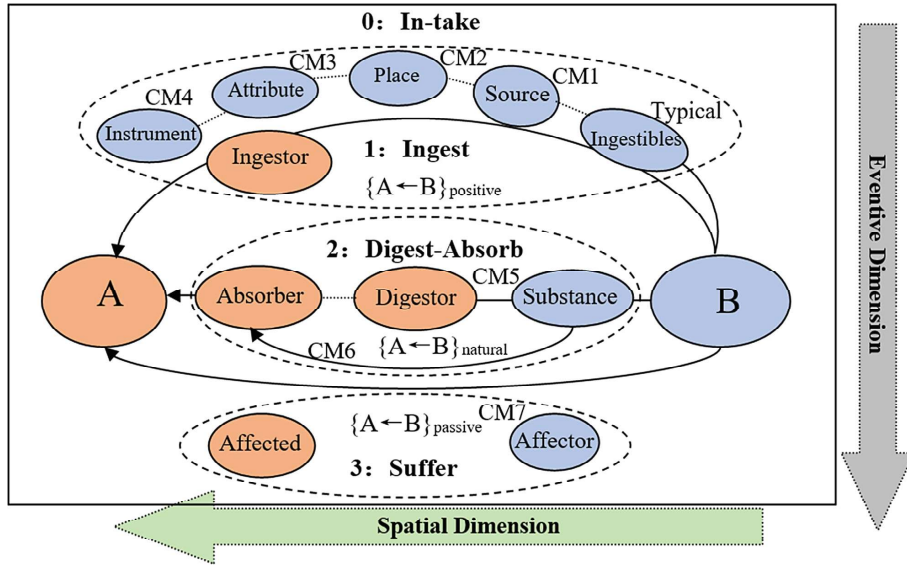 0: In-take
CM3
CM2
CM1
CM4
Attribute
Place
Source
Typical
Instrument
Ingestibles
Ingestor
1: Ingest
{A←B}positive
2: Digest-Absorb
A
Absorber
Digestor
CM5
Substance
B
CM6
{A←B}natural
{A←B}passive
CM7
Affected
Affector
3: Suffer
Spatial Dimension
Eventive Dimension